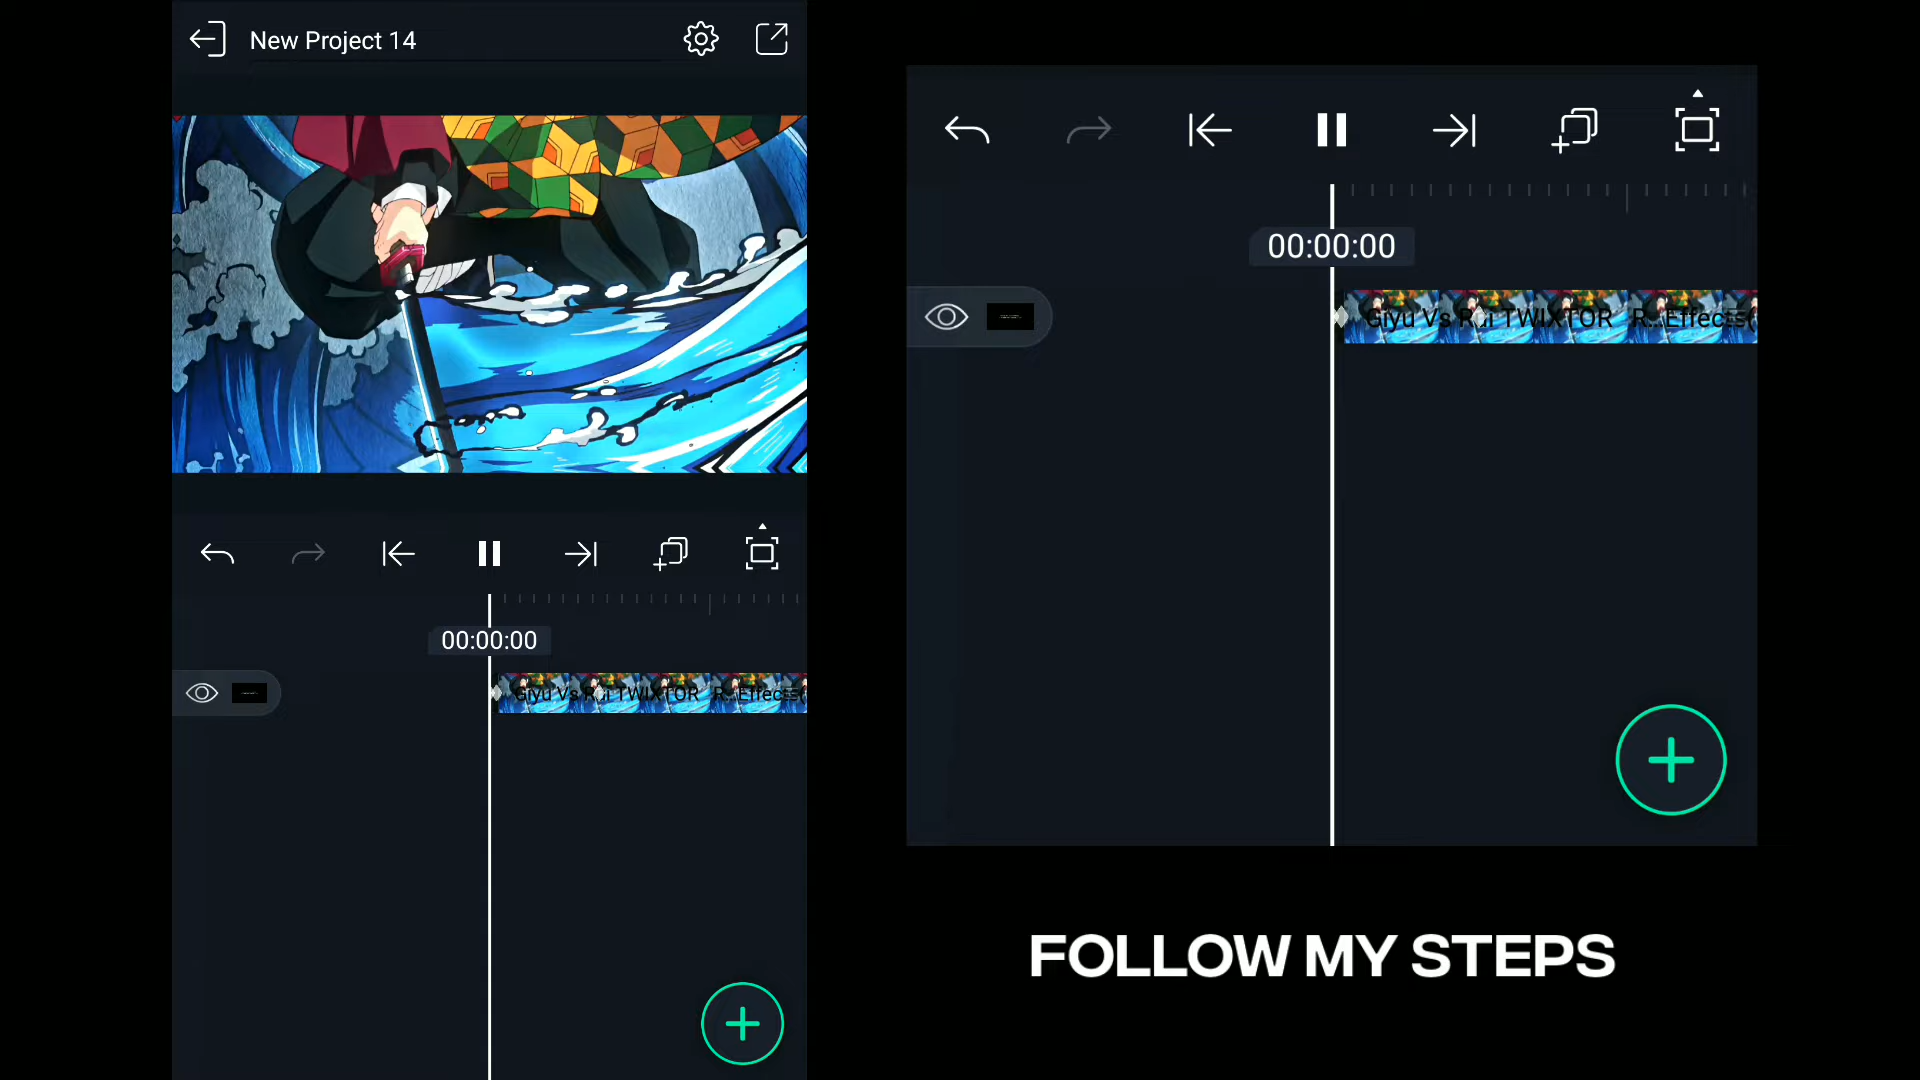 New Project 14
00:00:00
Giyu Vs Rui TWIXTOR R.. Effects
00:00:00
Giyu Vs Rui TWIXTOR R.. Effects
FOLLOW MY STEPS